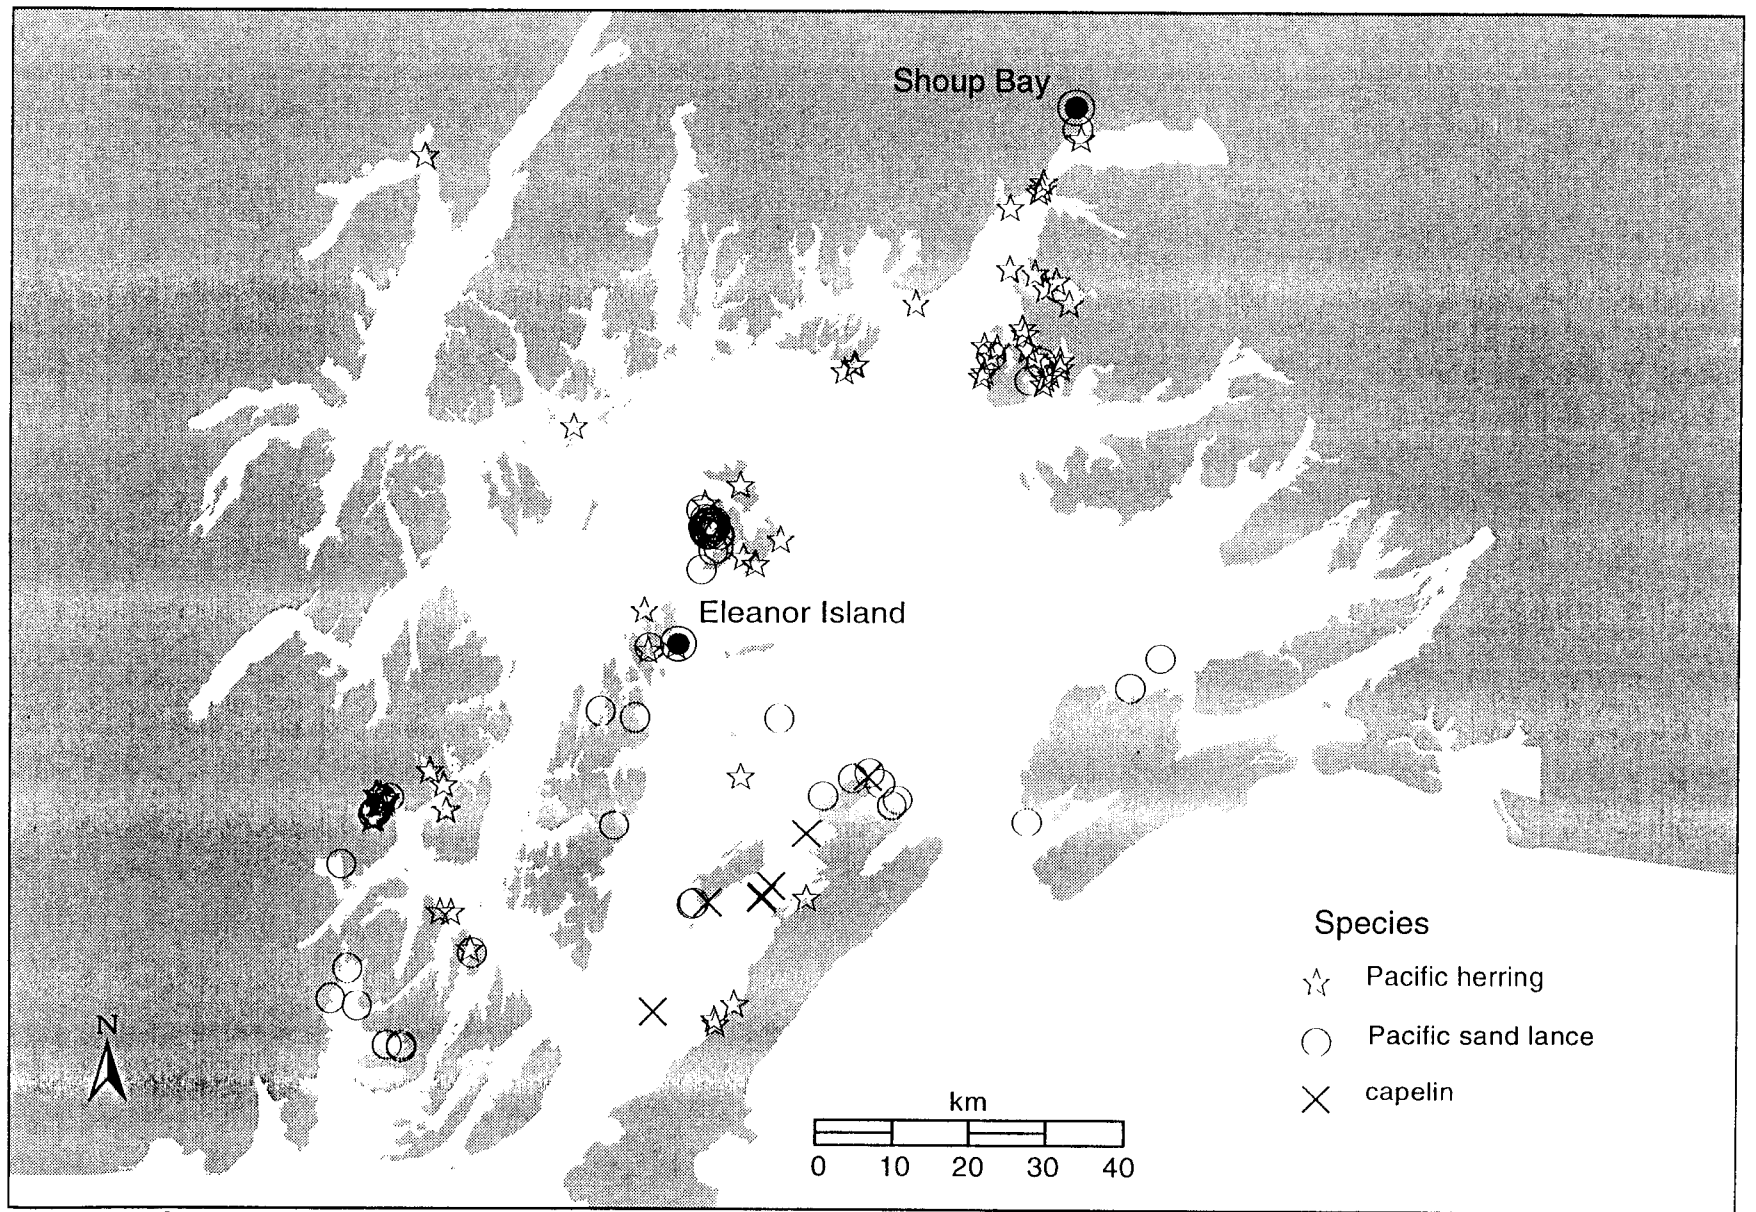 Shoup Bay
Eleanor Island
Species
Pacific herring
Pacific sand lance
capelin
N
km
0 10 20 30 40